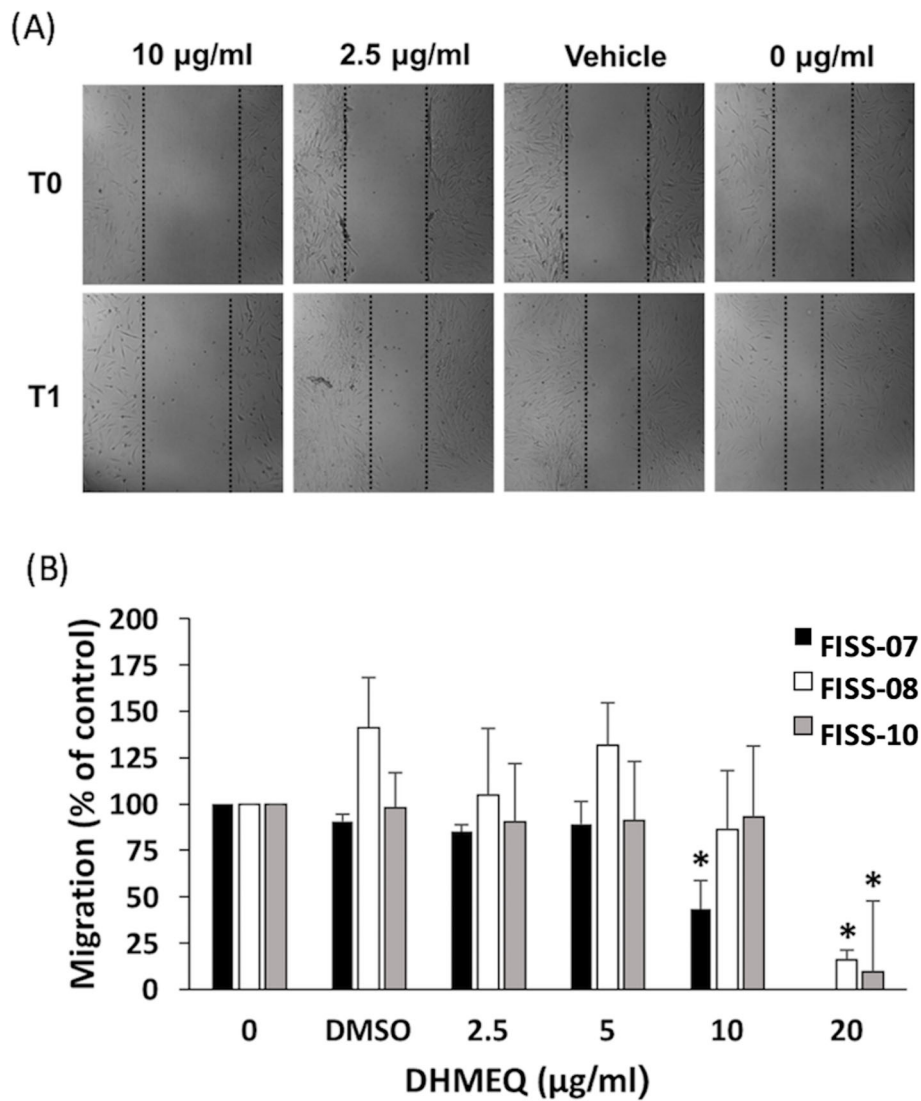 (A)
10 µg/ml 2.5 µg/ml Vehicle 0 µg/ml
T0
T1
(B)
Migration (% of control)
200
175
150
125
100
75
50
25
0
FISS-07
FISS-08
FISS-10
*
*
*
0 DMSO 2.5 5 10 20
DHMEQ (µg/ml)